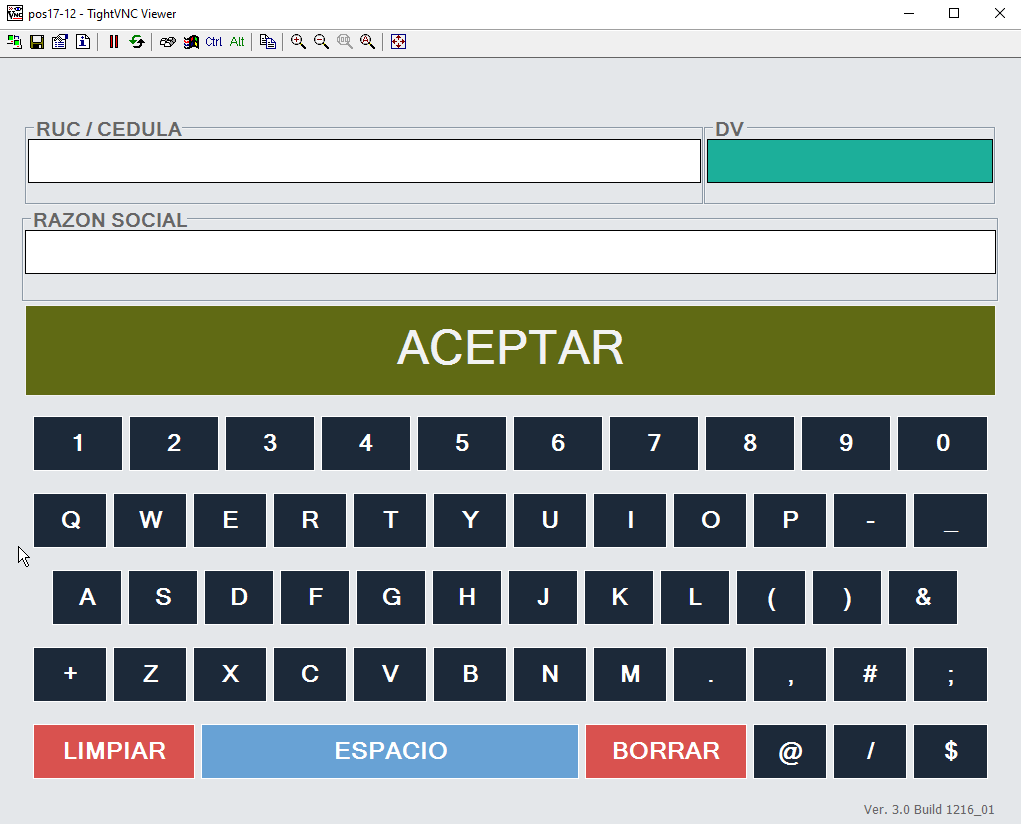 pos17-12 - TightVNC Viewer
Ctrl Alt
RUC / CEDULA DV
RAZON SOCIAL
ACEPTAR
1 2 3 4 5 6 7 8 9 0
Q W E R T Y U I O P - _
A S D F G H J K L ( ) &
+ Z X C V B N M . , # ;
LIMPIAR ESPACIO BORRAR @ / $
Ver. 3.0 Build 1216_01